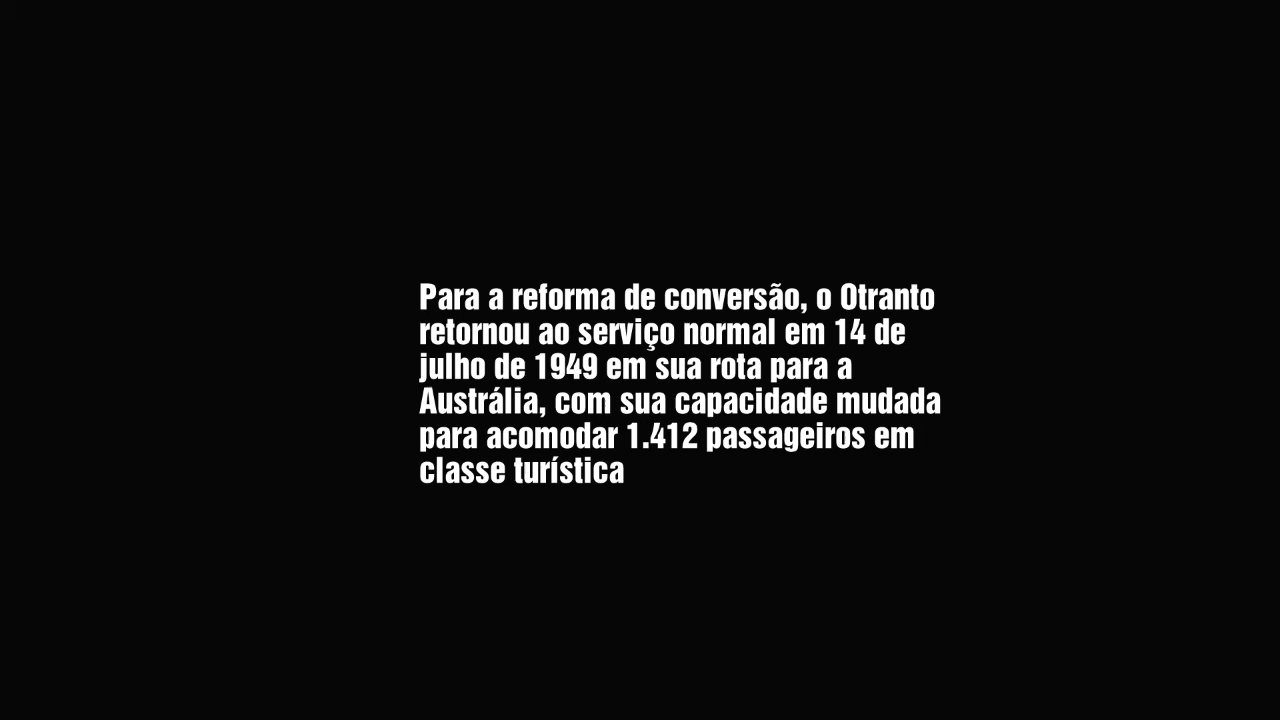 Para a reforma de conversão, o Otranto
retornou ao serviço normal em 14 de
julho de 1949 em sua rota para a
Austrália, com sua capacidade mudada
para acomodar 1.412 passageiros em
classe turística